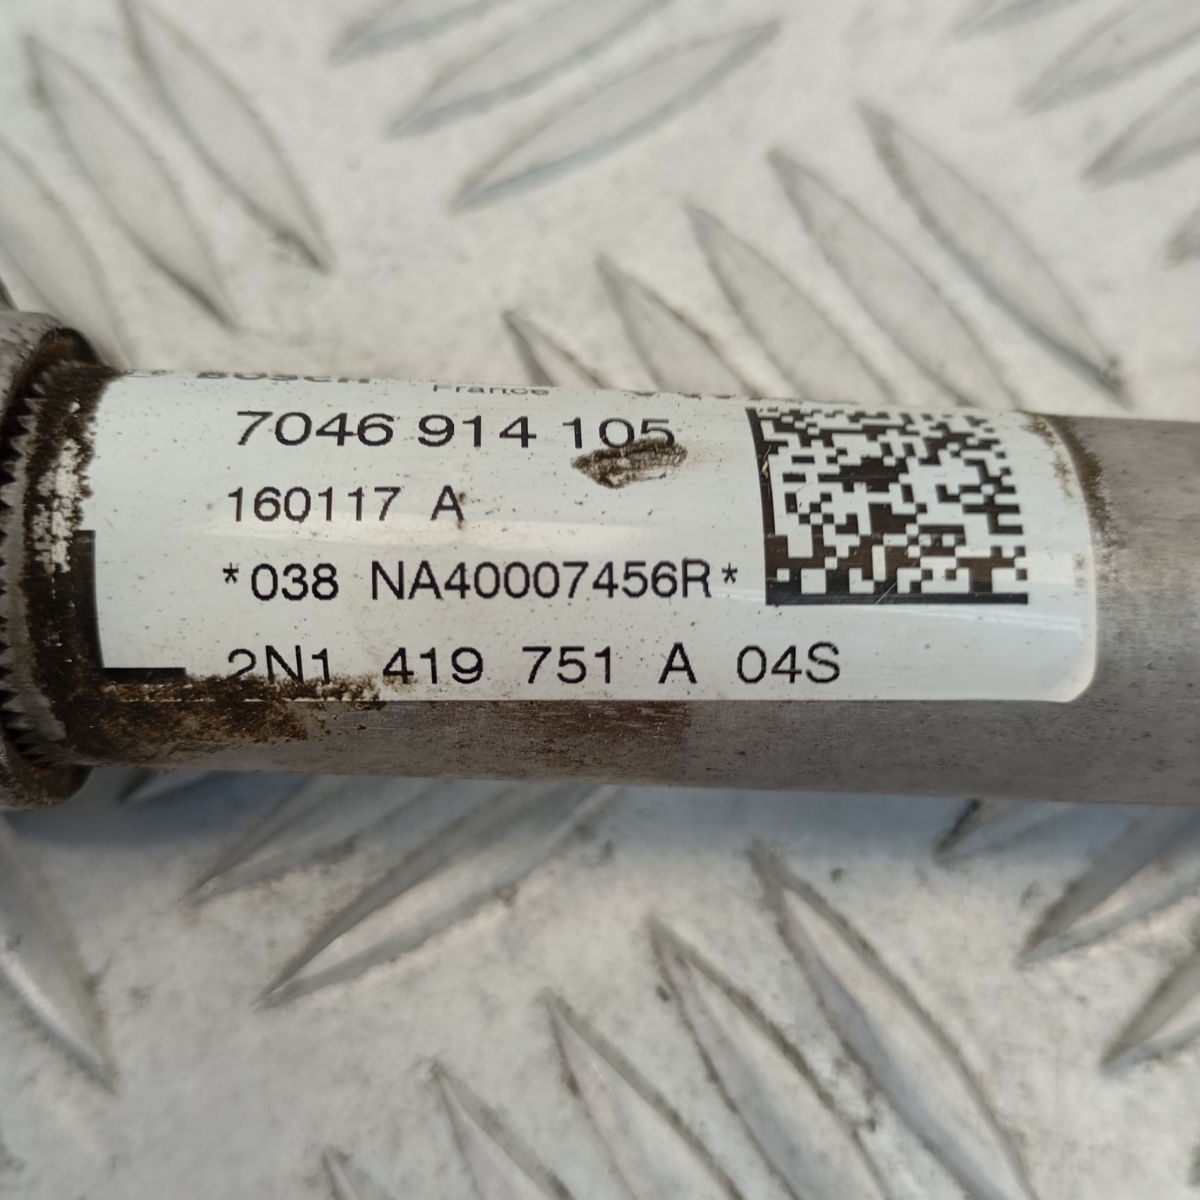 Bosch France
7046 914 105
160117 A
*038 NA40007456R*
2N1 419 751 A 04S